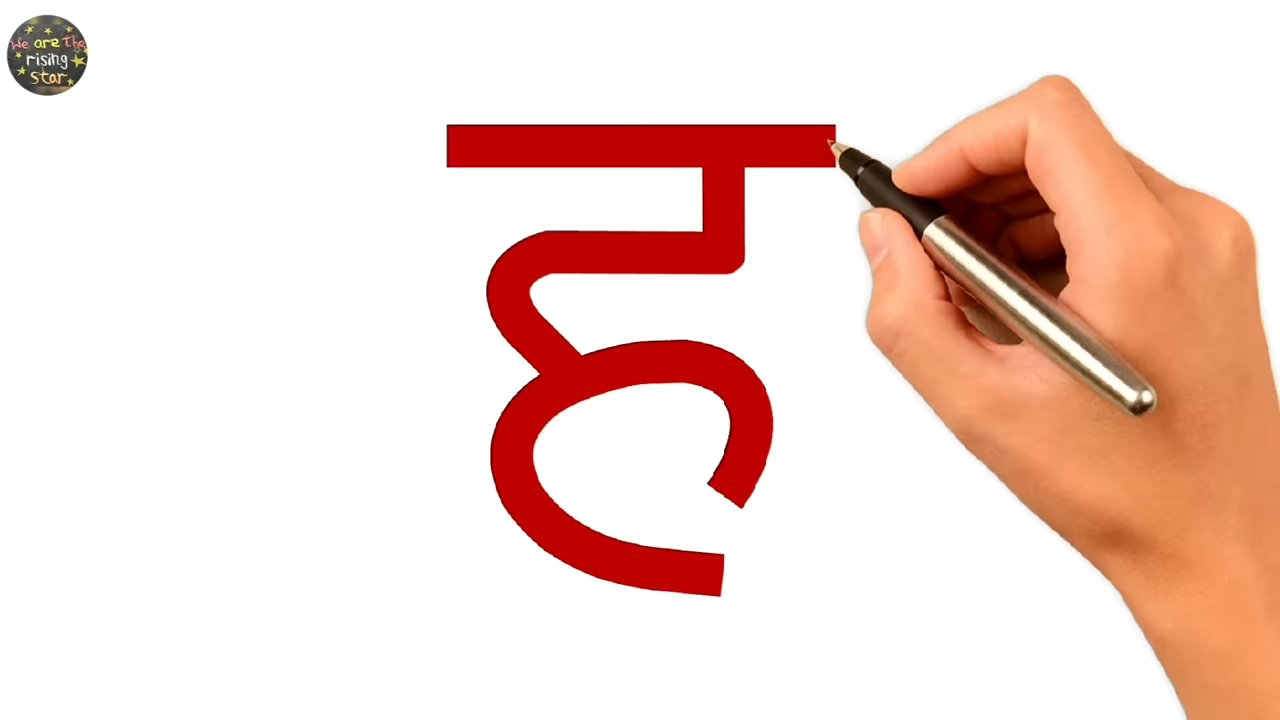 We are the
rising
star
ह